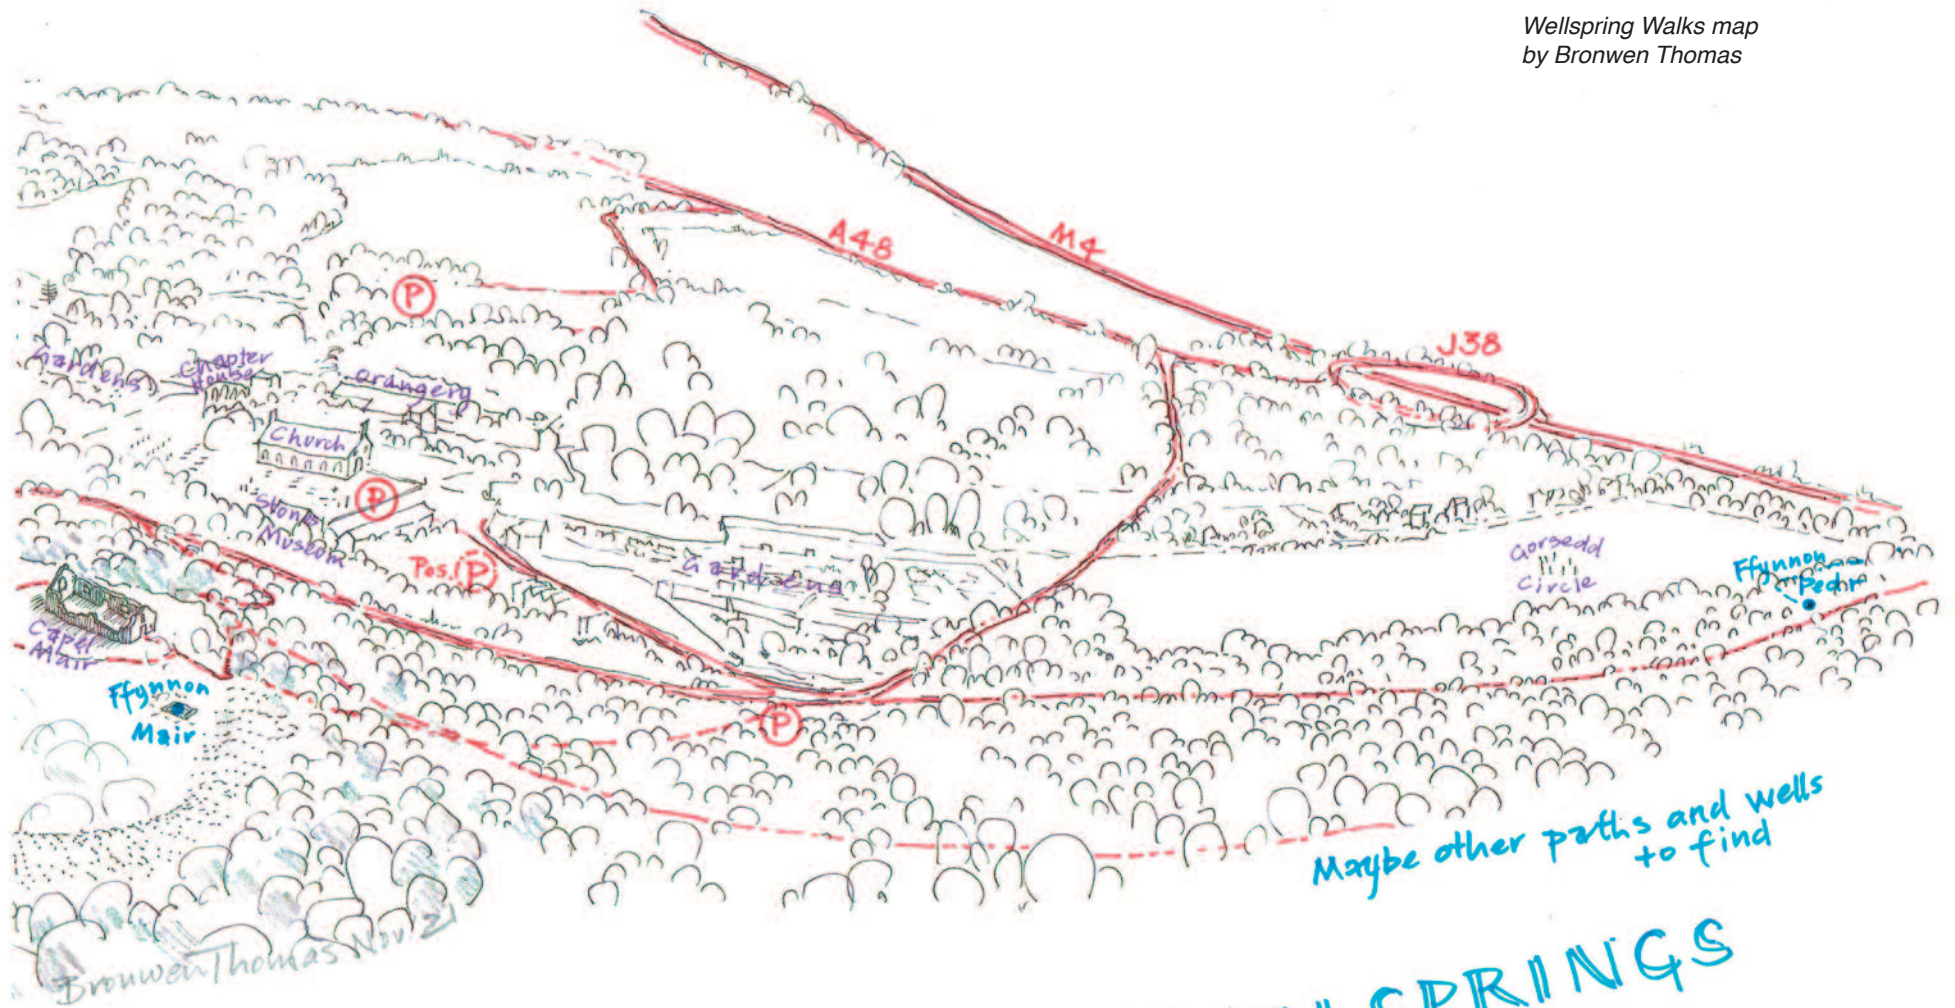 Wellspring Walks map
by Bronwen Thomas
A48
M4
J38
P
Gardens
Chapter
House
Orangery
Church
P
Stones
Museum
Pos. P
Gardens
Gorsedd
Circle
Ffynnon
Pedr
Capel
Mair
Ffynnon
Mair
P
Maybe other paths and wells
to find
SPRINGS
Bronwen Thomas Nov. 21